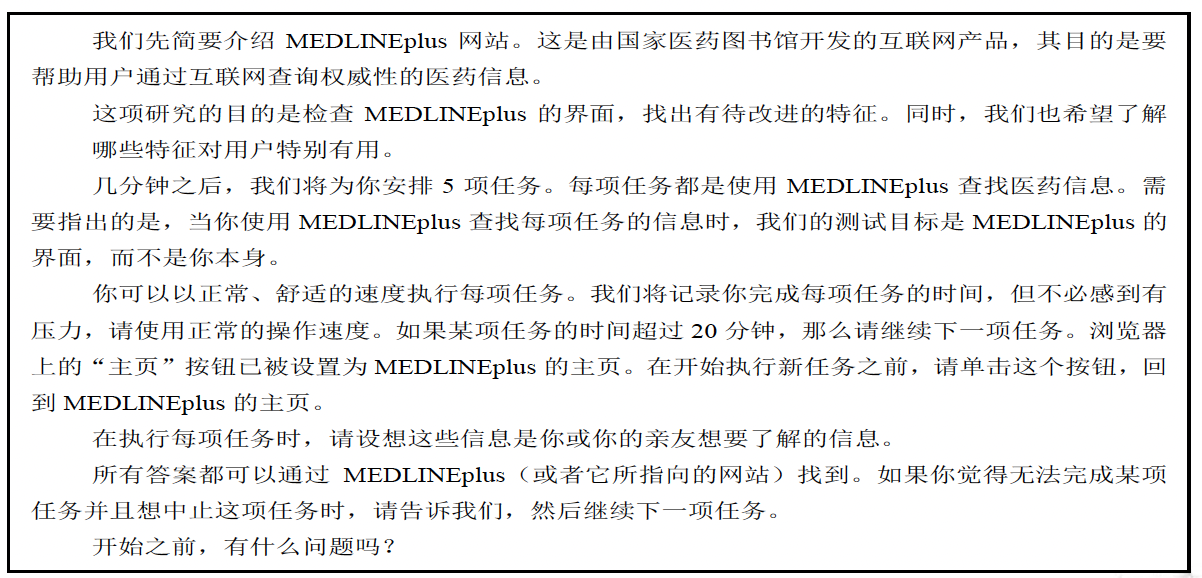 我们先简要介绍 MEDLINEplus 网站。这是由国家医药图书馆开发的互联网产品，其目的是要
帮助用户通过互联网查询权威性的医药信息。
这项研究的目的是检查 MEDLINEplus 的界面，找出有待改进的特征。同时，我们也希望了解
哪些特征对用户特别有用。
几分钟之后，我们将为你安排 5 项任务。每项任务都是使用 MEDLINEplus 查找医药信息。需
要指出的是，当你使用 MEDLINEplus 查找每项任务的信息时，我们的测试目标是 MEDLINEplus 的
界面，而不是你本身。
你可以以正常、舒适的速度执行每项任务。我们将记录你完成每项任务的时间，但不必感到有
压力，请使用正常的操作速度。如果某项任务的时间超过 20 分钟，那么请继续下一项任务。浏览器
上的“主页”按钮已被设置为 MEDLINEplus 的主页。在开始执行新任务之前，请单击这个按钮，回
到 MEDLINEplus 的主页。
在执行每项任务时，请设想这些信息是你或你的亲友想要了解的信息。
所有答案都可以通过 MEDLINEplus（或者它所指向的网站）找到。如果你觉得无法完成某项
任务并且想中止这项任务时，请告诉我们，然后继续下一项任务。
开始之前，有什么问题吗？